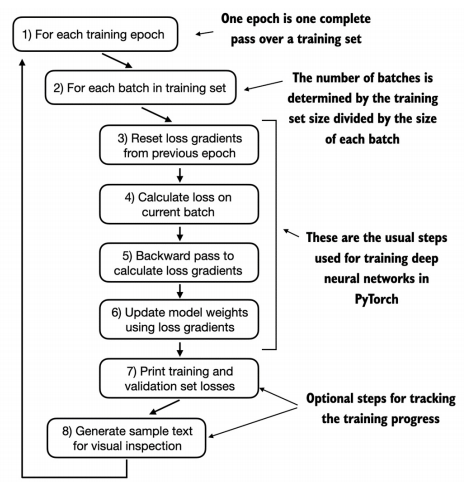 1) For each training epoch
One epoch is one complete
pass over a training set
2) For each batch in training set
The number of batches is
determined by the training
set size divided by the size
of each batch
3) Reset loss gradients
from previous epoch
4) Calculate loss on
current batch
5) Backward pass to
calculate loss gradients
These are the usual steps
used for training deep
neural networks in
PyTorch
6) Update model weights
using loss gradients
7) Print training and
validation set losses
Optional steps for tracking
the training progress
8) Generate sample text
for visual inspection